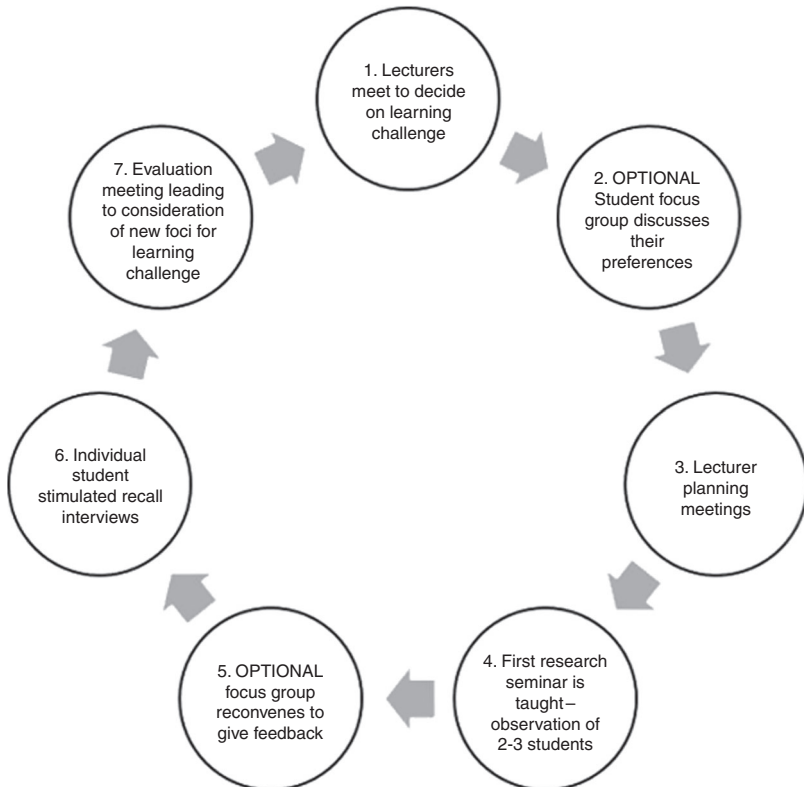 1. Lecturers
meet to decide
on learning
challenge
2. OPTIONAL
Student focus
group discusses
their
preferences
3. Lecturer
planning
meetings
4. First research
seminar is
taught–
observation of
2-3 students
5. OPTIONAL
focus group
reconvenes to
give feedback
6. Individual
student
stimulated recall
interviews
7. Evaluation
meeting leading
to consideration
of new foci for
learning
challenge